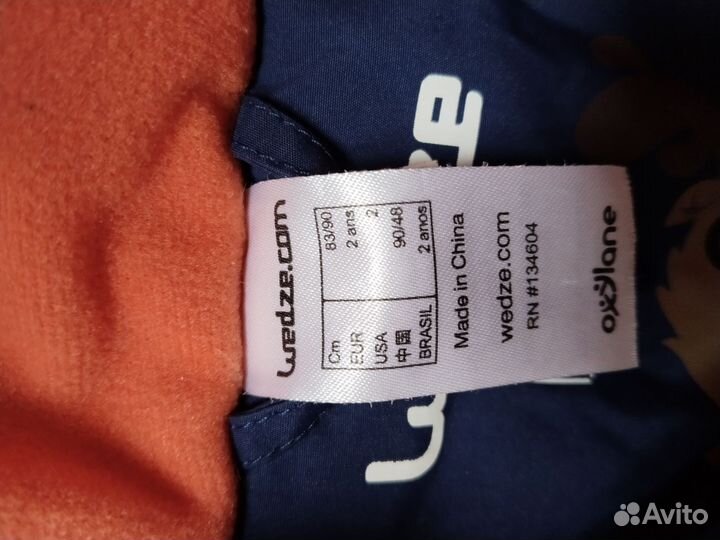 wedze.com
Cm 83/90
EUR 2 ans
USA 2
中國 90/48
BRASIL 2 anos
Made in China
wedze.com
RN #134604
oxylane
Avito